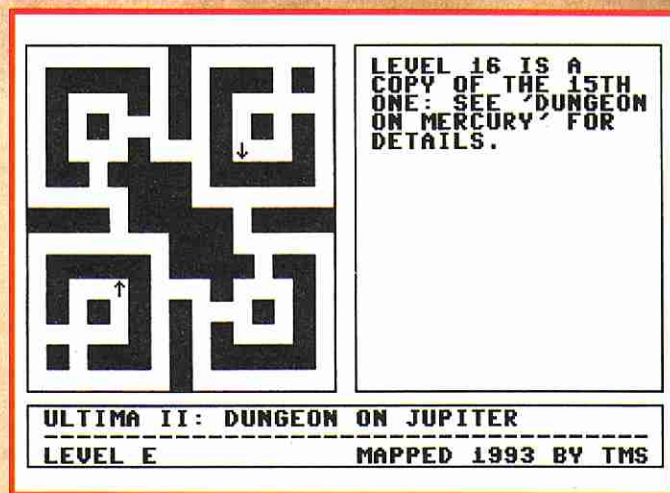 LEVEL 16 IS A
COPY OF THE 15TH
ONE: SEE 'DUNGEON
ON MERCURY' FOR
DETAILS.
ULTIMA II: DUNGEON ON JUPITER
LEVEL E MAPPED 1993 BY TMS